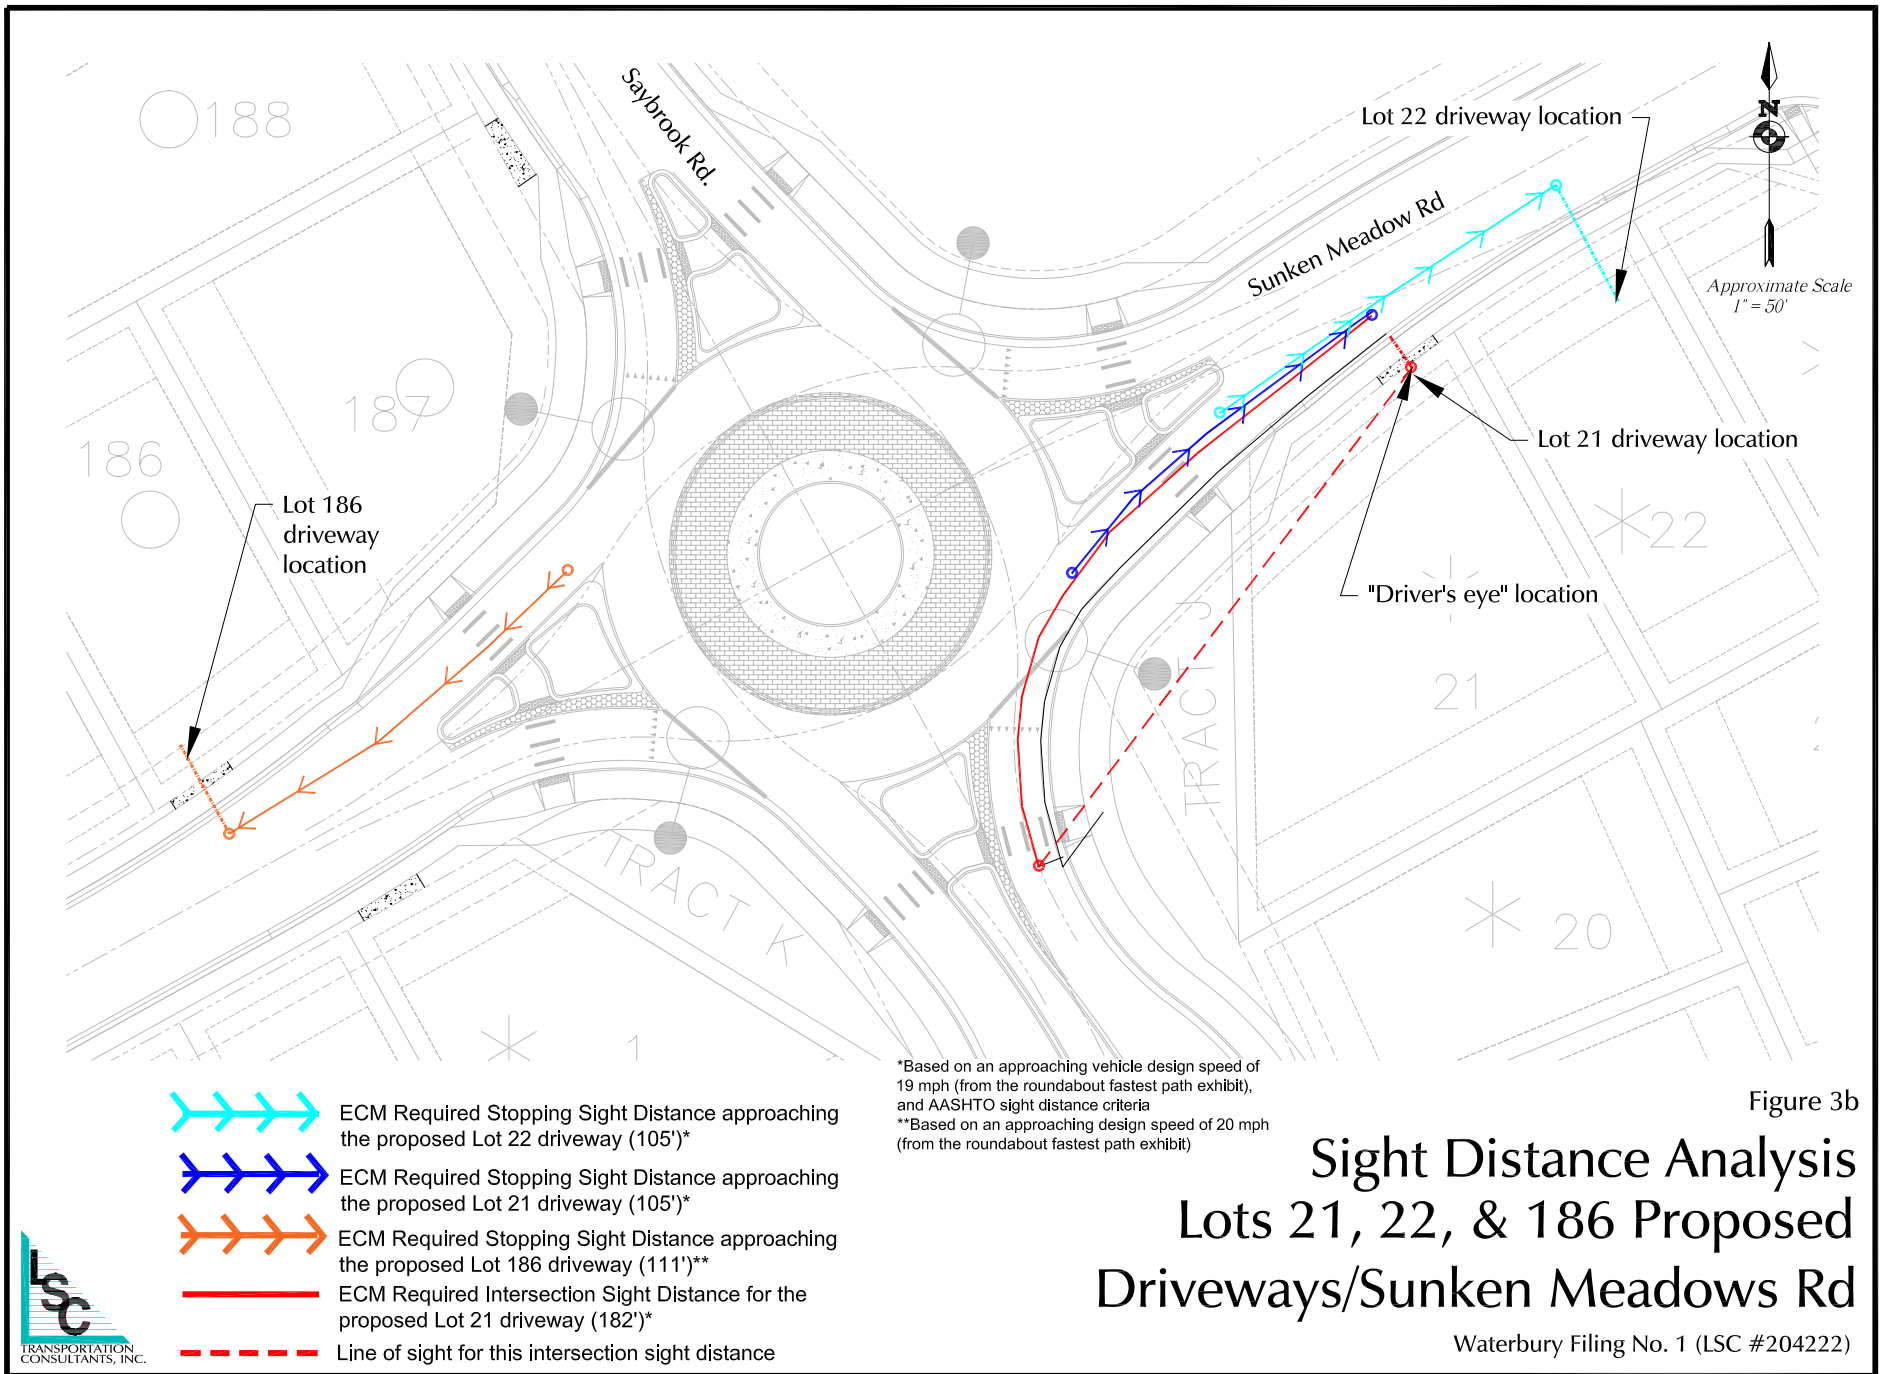 188
Saybrook Rd.
Lot 22 driveway location
N
Sunken Meadow Rd
Approximate Scale
1" = 50'
187
186
Lot 186
driveway
location
Lot 21 driveway location
22
"Driver's eye" location
21
TRACT J
TRACT K
20
1
*Based on an approaching vehicle design speed of
19 mph (from the roundabout fastest path exhibit),
and AASHTO sight distance criteria
**Based on an approaching design speed of 20 mph
(from the roundabout fastest path exhibit)
ECM Required Stopping Sight Distance approaching
the proposed Lot 22 driveway (105')*
ECM Required Stopping Sight Distance approaching
the proposed Lot 21 driveway (105')*
ECM Required Stopping Sight Distance approaching
the proposed Lot 186 driveway (111')**
ECM Required Intersection Sight Distance for the
proposed Lot 21 driveway (182')*
Line of sight for this intersection sight distance
Figure 3b
Sight Distance Analysis
Lots 21, 22, & 186 Proposed
Driveways/Sunken Meadows Rd
Waterbury Filing No. 1 (LSC #204222)
LSC
TRANSPORTATION
CONSULTANTS, INC.